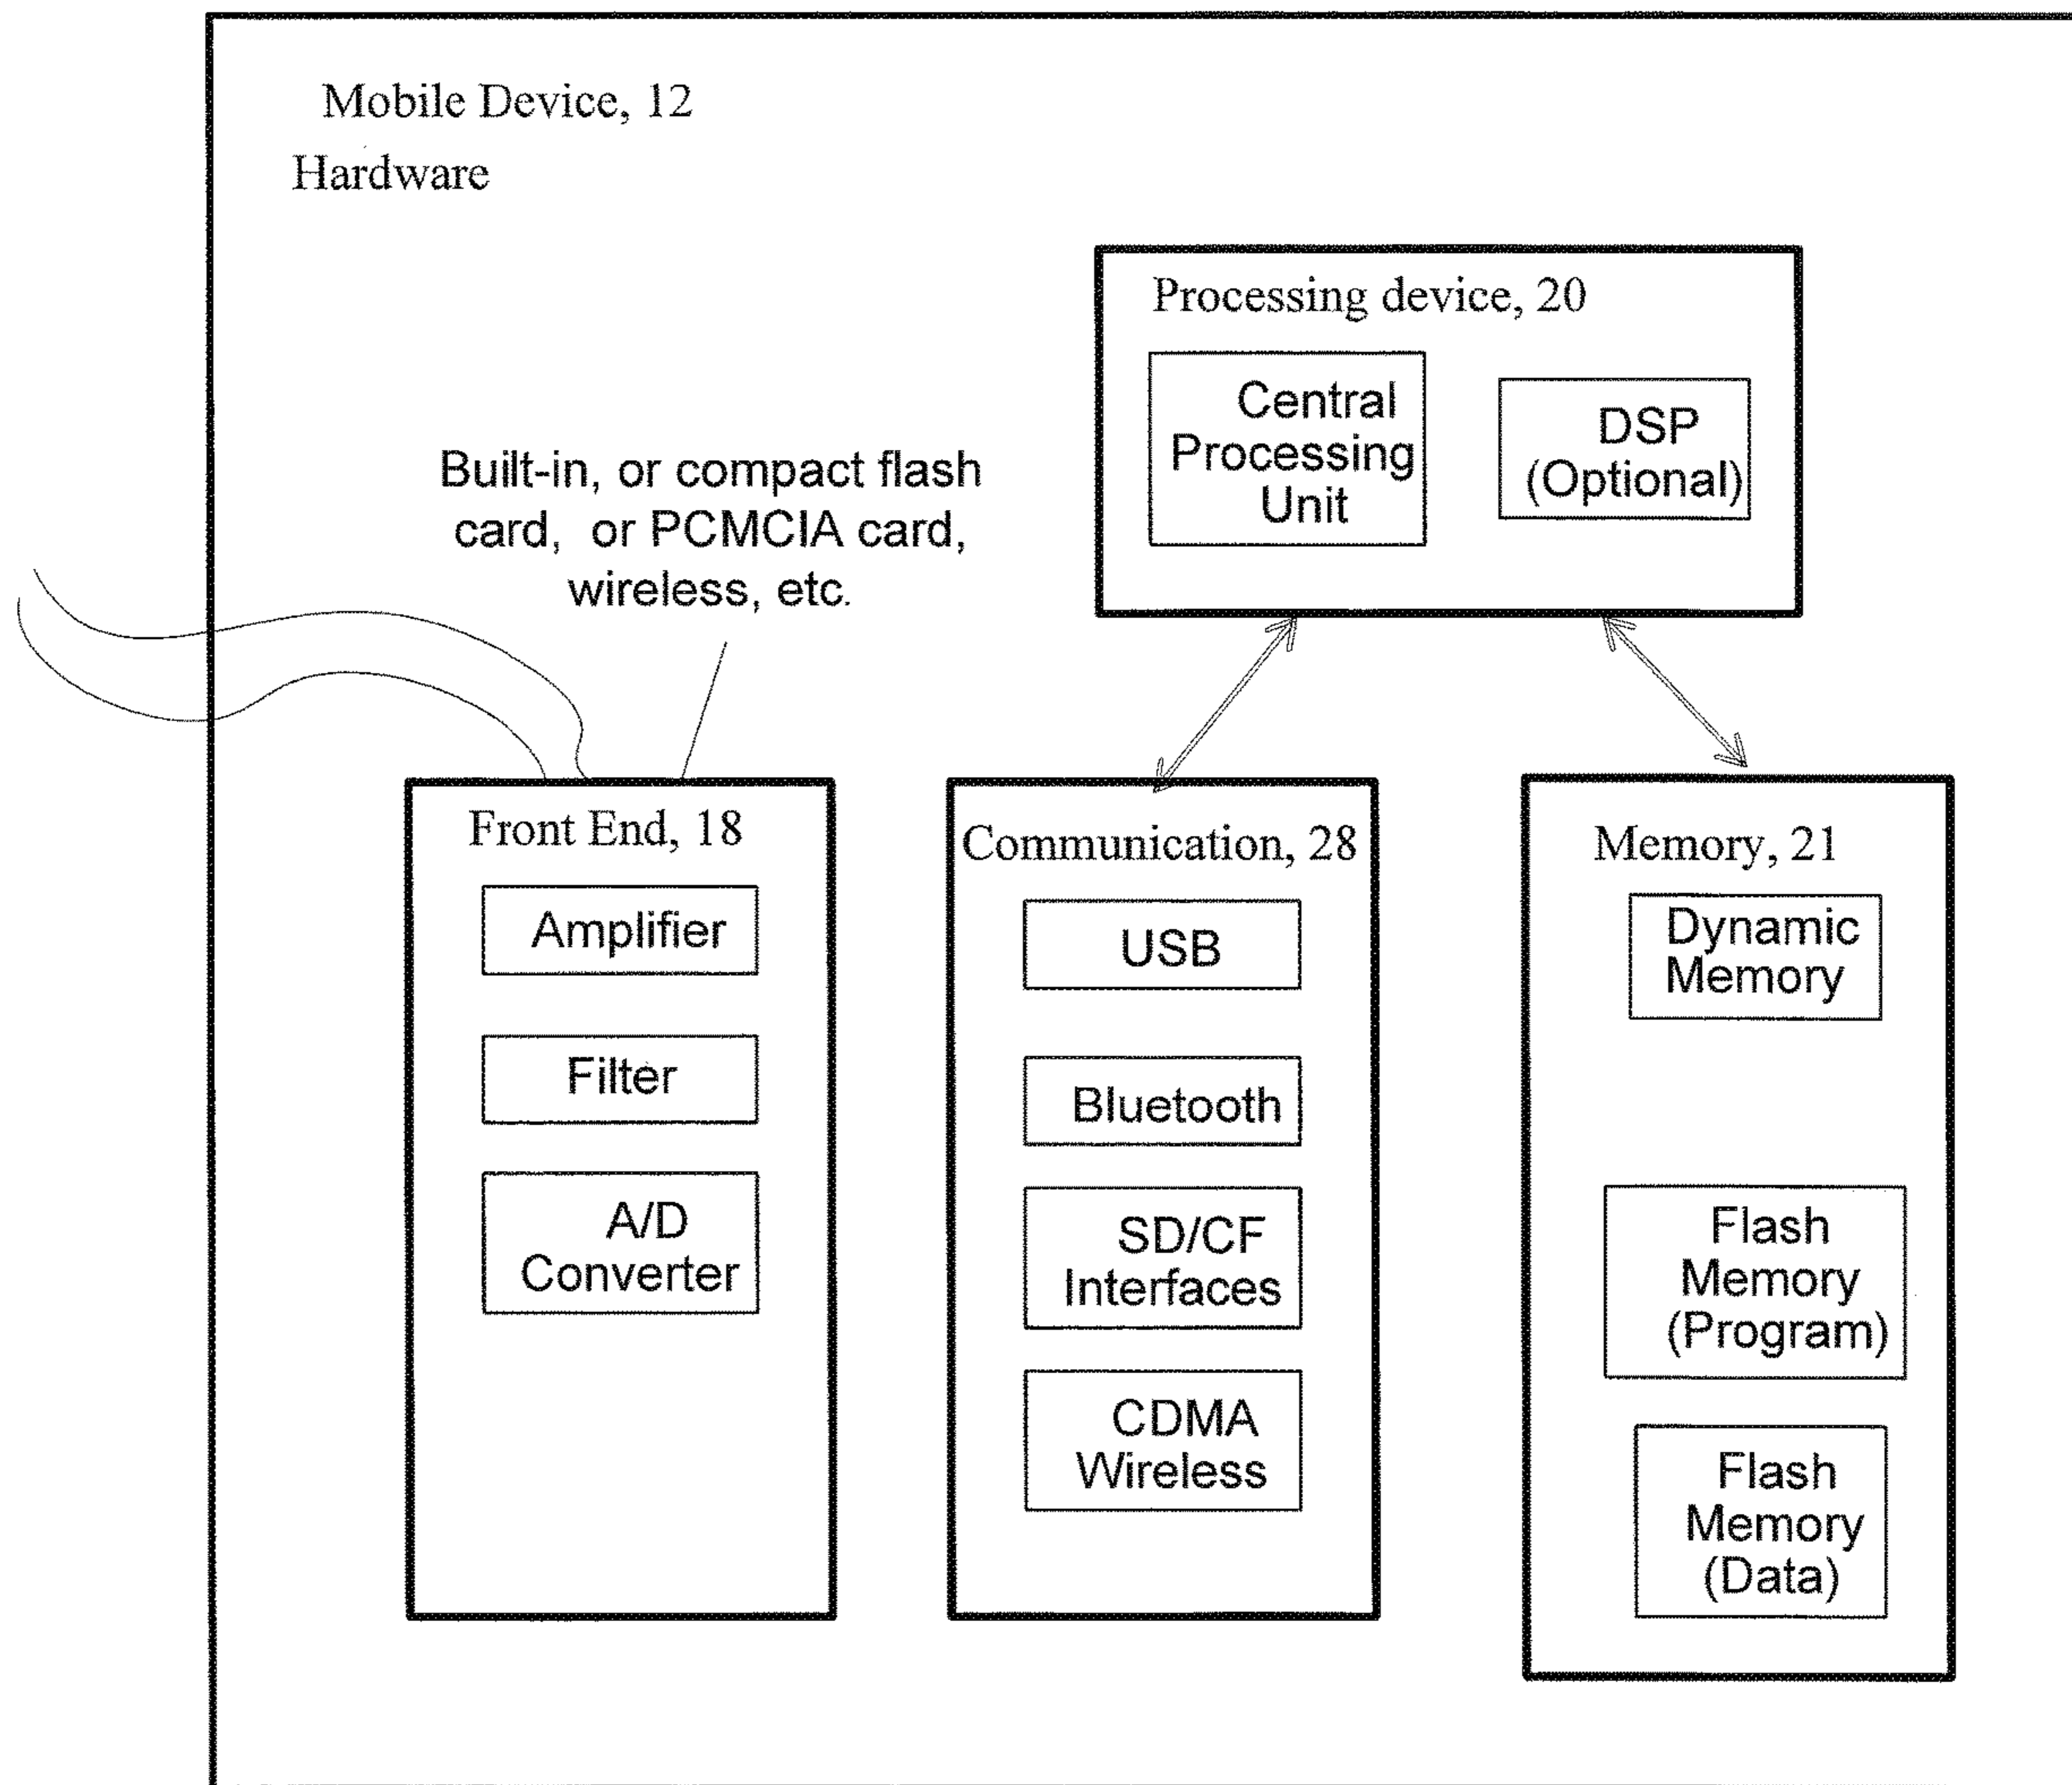 Mobile Device, 12
Hardware
Processing device, 20
Central
Processing
Unit
DSP
(Optional)
Built-in, or compact flash
card, or PCMCIA card,
wireless, etc.
Front End, 18
Amplifier
Filter
A/D
Converter
Communication, 28
USB
Bluetooth
SD/CF
Interfaces
CDMA
Wireless
Memory, 21
Dynamic
Memory
Flash
Memory
(Program)
Flash
Memory
(Data)